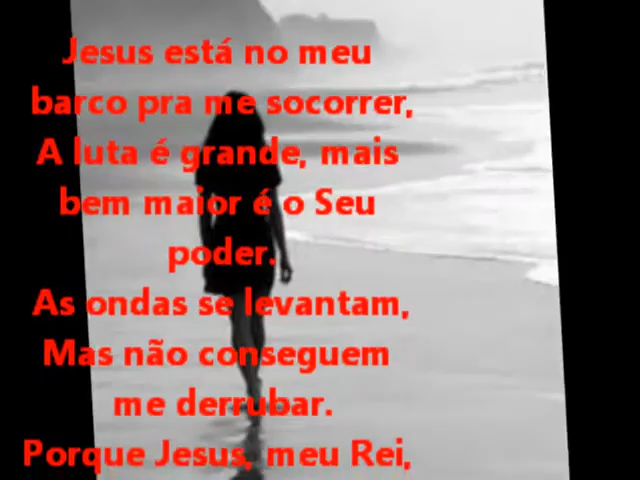 Jesus está no meu
barco pra me socorrer,
A luta é grande, mais
bem maior é o Seu
poder.
As ondas se levantam,
Mas não conseguem
me derrubar.
Porque Jesus, meu Rei,